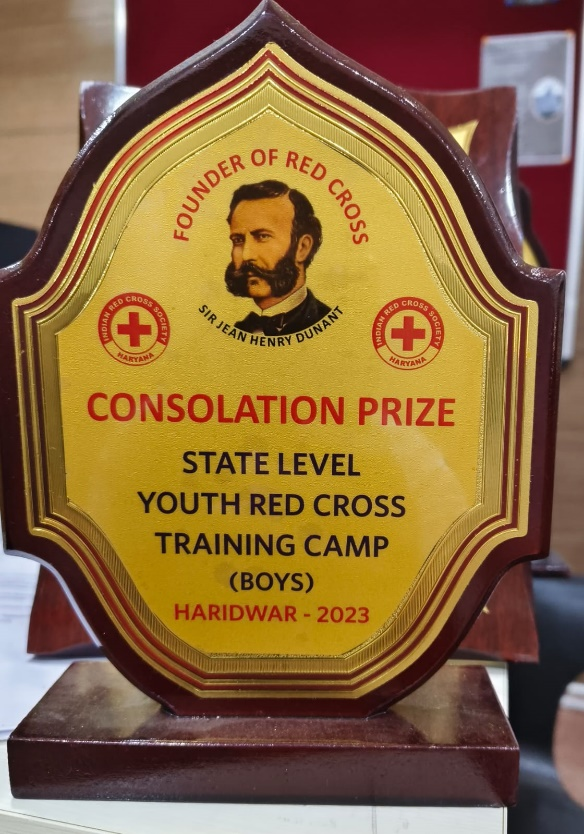 FOUNDER OF RED CROSS
SIR JEAN HENRY DUNANT
INDIAN RED CROSS SOCIETY
HARYANA
INDIAN RED CROSS SOCIETY
HARYANA
CONSOLATION PRIZE
STATE LEVEL
YOUTH RED CROSS
TRAINING CAMP
(BOYS)
HARIDWAR - 2023